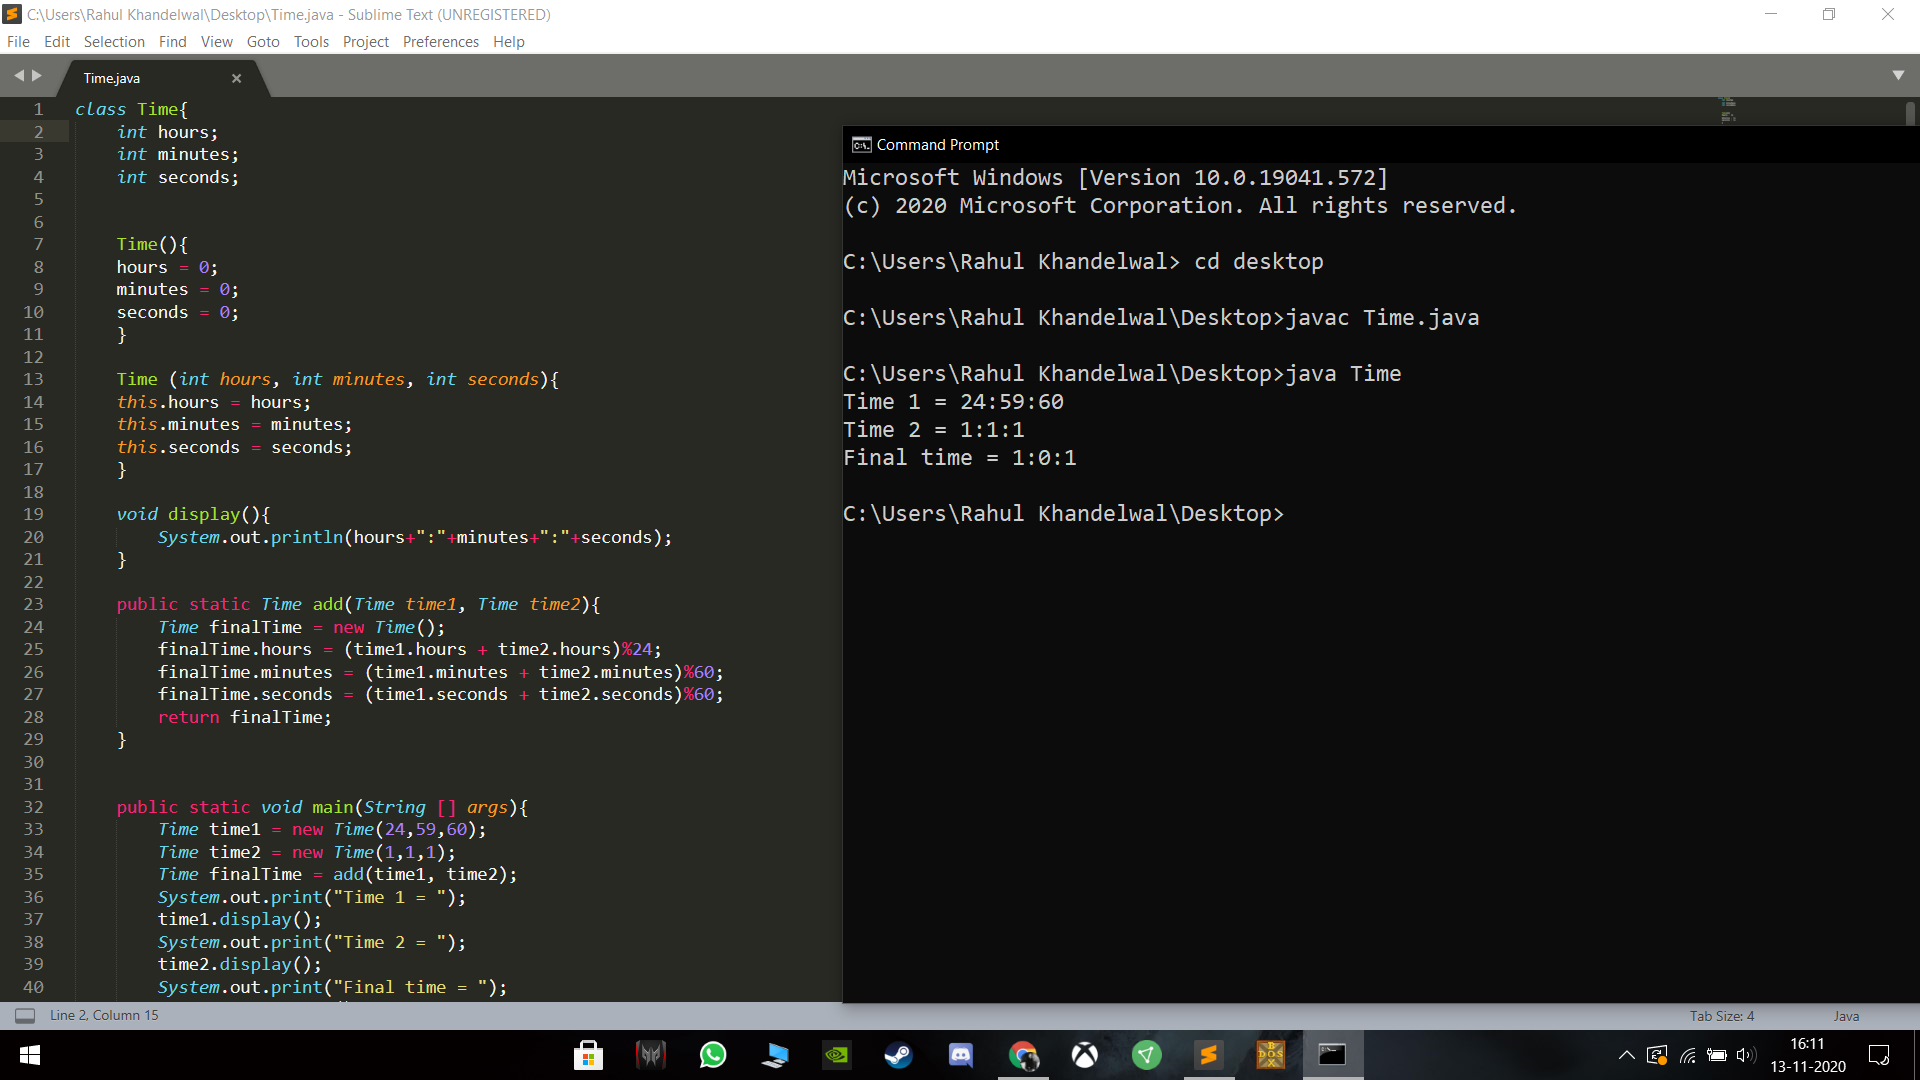 C:\Users\Rahul Khandelwal\Desktop\Time.java - Sublime Text (UNREGISTERED)
File Edit Selection Find View Goto Tools Project Preferences Help
Time.java
1 class Time{
2 int hours;
3 int minutes;
4 int seconds;
5
6
7 Time(){
8 hours = 0;
9 minutes = 0;
10 seconds = 0;
11 }
12
13 Time (int hours, int minutes, int seconds){
14 this.hours = hours;
15 this.minutes = minutes;
16 this.seconds = seconds;
17 }
18
19 void display(){
20 System.out.println(hours+":"+minutes+":"+seconds);
21 }
22
23 public static Time add(Time time1, Time time2){
24 Time finalTime = new Time();
25 finalTime.hours = (time1.hours + time2.hours)%24;
26 finalTime.minutes = (time1.minutes + time2.minutes)%60;
27 finalTime.seconds = (time1.seconds + time2.seconds)%60;
28 return finalTime;
29 }
30
31
32 public static void main(String [] args){
33 Time time1 = new Time(24,59,60);
34 Time time2 = new Time(1,1,1);
35 Time finalTime = add(time1, time2);
36 System.out.print("Time 1 = ");
37 time1.display();
38 System.out.print("Time 2 = ");
39 time2.display();
40 System.out.print("Final time = ");
Command Prompt
Microsoft Windows [Version 10.0.19041.572]
(c) 2020 Microsoft Corporation. All rights reserved.
C:\Users\Rahul Khandelwal> cd desktop
C:\Users\Rahul Khandelwal\Desktop>javac Time.java
C:\Users\Rahul Khandelwal\Desktop>java Time
Time 1 = 24:59:60
Time 2 = 1:1:1
Final time = 1:0:1
C:\Users\Rahul Khandelwal\Desktop>
Line 2, Column 15
Tab Size: 4
Java
DOS
16:11
13-11-2020